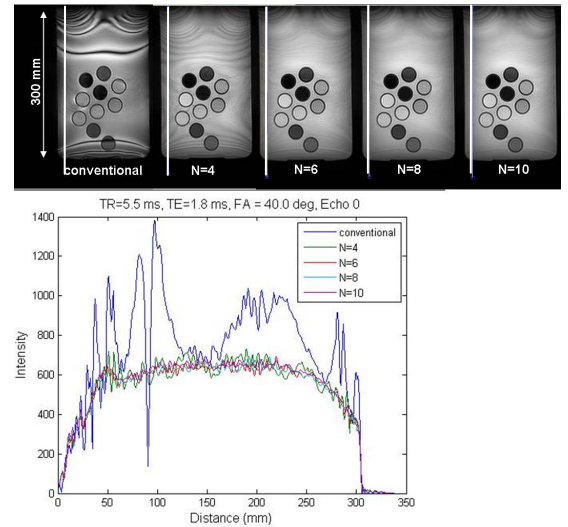 300 mm
conventional N=4 N=6 N=8 N=10
TR=5.5 ms, TE=1.8 ms, FA = 40.0 deg, Echo 0
1400
1200
1000
800
600
400
200
0
Intensity
conventional
N=4
N=6
N=8
N=10
0 50 100 150 200 250 300 350
Distance (mm)